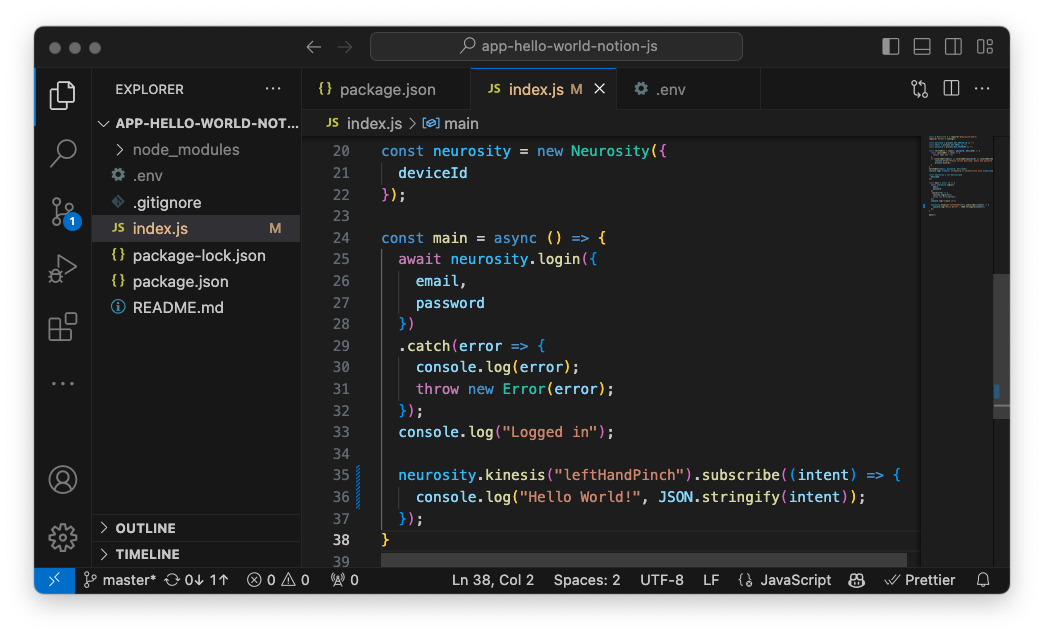 app-hello-world-notion-js
EXPLORER
{} package.json
JS index.js M
.env
APP-HELLO-WORLD-NOT...
JS index.js > main
node_modules
.env
.gitignore
JS index.js M
{} package-lock.json
{} package.json
README.md
1
20 const neurosity = new Neurosity({
21 deviceId
22 });
23
24 const main = async () => {
25 await neurosity.login({
26 email,
27 password
28 })
29 .catch(error => {
30 console.log(error);
31 throw new Error(error);
32 });
33 console.log("Logged in");
34
35 neurosity.kinesis("leftHandPinch").subscribe((intent) => {
36 console.log("Hello World!", JSON.stringify(intent));
37 });
38 }
39
OUTLINE
TIMELINE
master* 0↓ 1↑ 0 0 0 Ln 38, Col 2 Spaces: 2 UTF-8 LF {} JavaScript Prettier